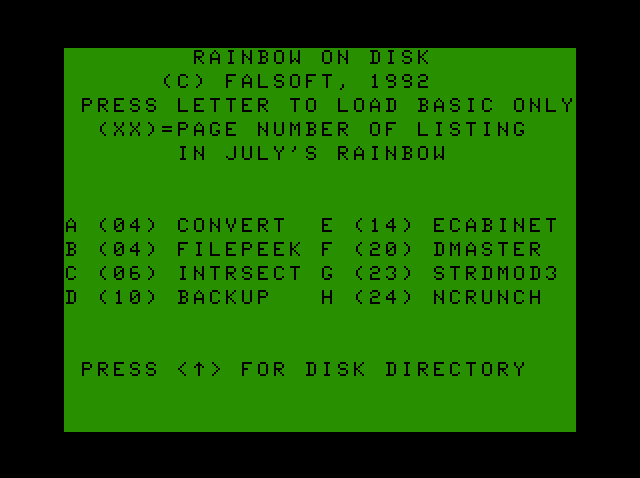 RAINBOW ON DISK
(C) FALSOFT, 1992
PRESS LETTER TO LOAD BASIC ONLY
(XX)=PAGE NUMBER OF LISTING
IN JULY'S RAINBOW
A (04) CONVERT E (14) ECABINET
B (04) FILEPEEK F (20) DMASTER
C (06) INTRSECT G (23) STRDMOD3
D (10) BACKUP H (24) NCRUNCH
PRESS <↑> FOR DISK DIRECTORY